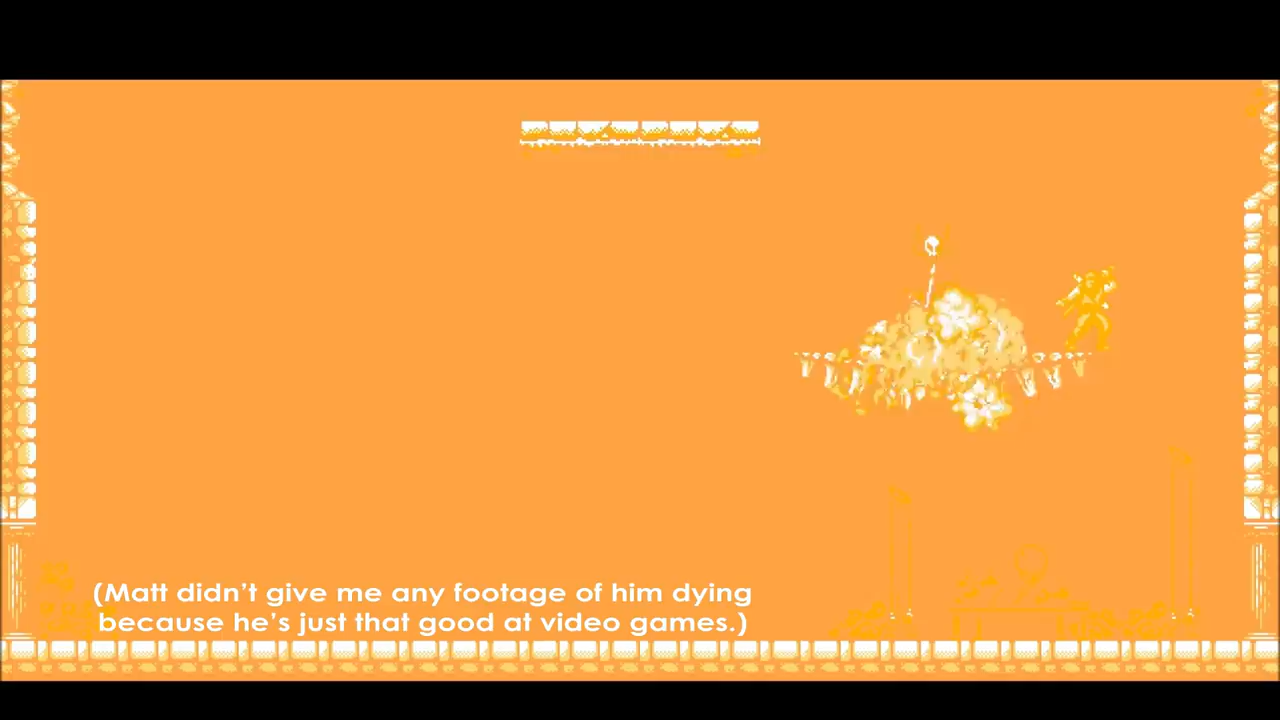 (Matt didn't give me any footage of him dying
because he's just that good at video games.)